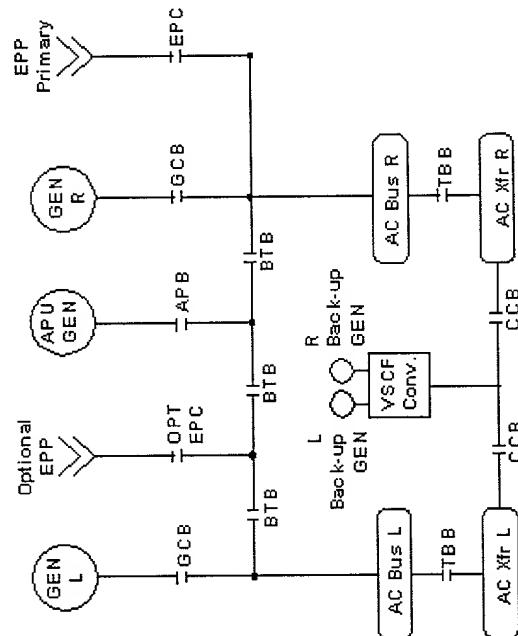 GEN
L
Optional
EPP
APU
GEN
GEN
R
EPP
Primary
GCB
OPT
EPC
APB
GCB
EPC
BTB
BTB
BTB
L
Back-up
GEN
R
Back-up
GEN
VSCF
Conv.
AC Bus L
AC Bus R
TBB
TBB
AC Xfr L
CCB
CCB
AC Xfr R